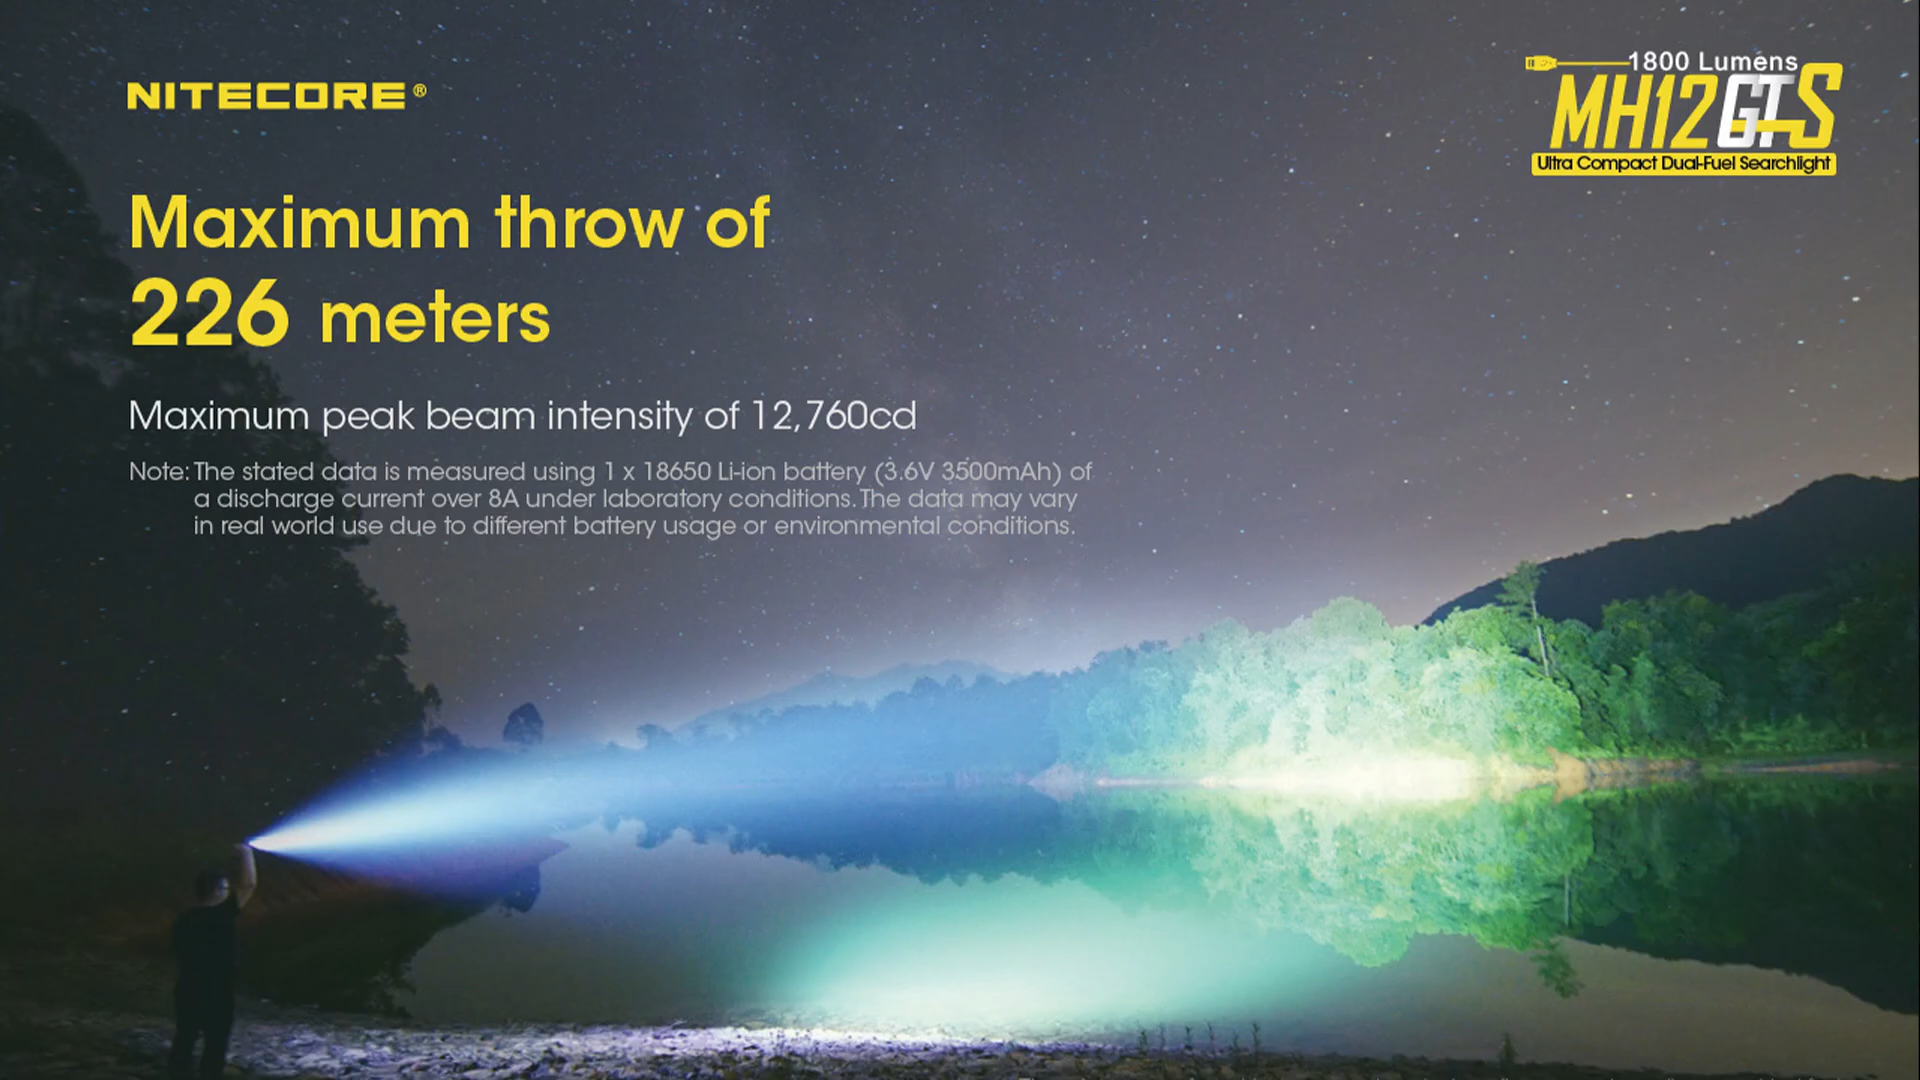 NITECORE®
1800 Lumens
MH12GTS
Ultra Compact Dual-Fuel Searchlight
Maximum throw of
226 meters
Maximum peak beam intensity of 12,760cd
Note: The stated data is measured using 1 x 18650 Li-ion battery (3.6V 3500mAh) of
a discharge current over 8A under laboratory conditions. The data may vary
in real world use due to different battery usage or environmental conditions.